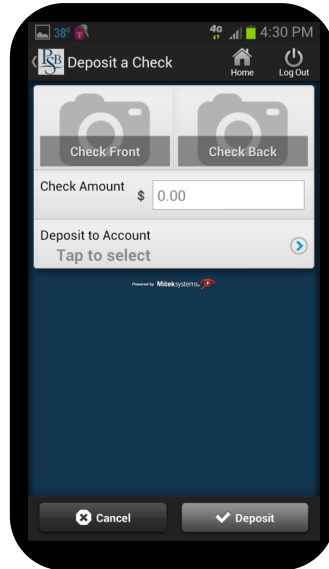 38° 4G 4:30 PM
PSB Deposit a Check Home Log Out
Check Front Check Back
Check Amount $ 0.00
Deposit to Account
Tap to select
Powered by Miteksystems.
Cancel Deposit